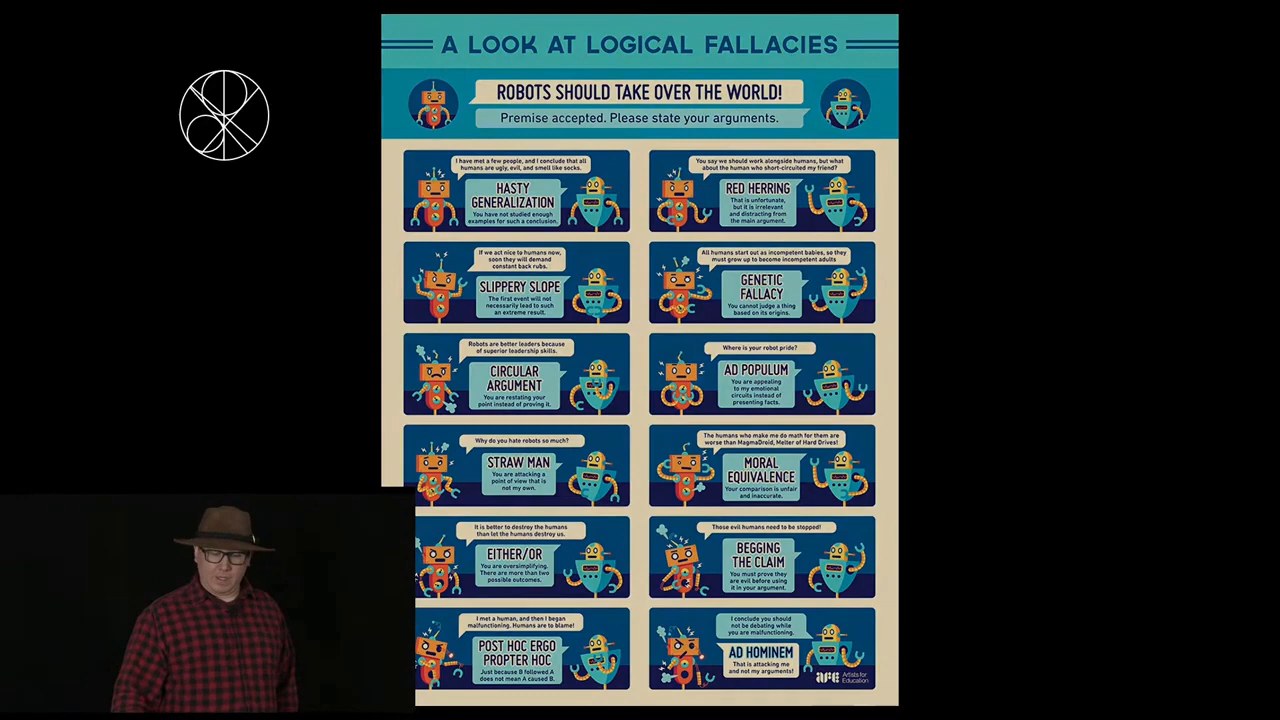 A LOOK AT LOGICAL FALLACIES
ROBOTS SHOULD TAKE OVER THE WORLD!
Premise accepted. Please state your arguments.
I have met a few people, and I conclude that all
humans are ugly, evil, and smell like socks.
HASTY
GENERALIZATION
You have not studied enough
examples for such a conclusion.
You say we should work alongside humans, but what
about the human who short-circuited my friend?
RED HERRING
That is unfortunate,
but it is irrelevant
and distracting from
the main argument.
If we act nice to humans now,
soon they will demand
constant back rubs.
SLIPPERY SLOPE
The first event will not
necessarily lead to such
an extreme result.
All humans start out as incompetent babies, so they
must grow up to become incompetent adults
GENETIC
FALLACY
You cannot judge a thing
based on its origins.
Robots are better leaders because
of superior leadership skills.
CIRCULAR
ARGUMENT
You are restating your
point instead of proving it.
Where is your robot pride?
AD POPULUM
You are appealing
to my emotional
circuits instead of
presenting facts.
Why do you hate robots so much?
STRAW MAN
You are attacking a
point of view that is
not my own.
The humans who make me do math for them are
worse than MagmaDroid, Melter of Hard Drives!
MORAL
EQUIVALENCE
Your comparison is unfair
and inaccurate.
It is better to destroy the humans
than let the humans destroy us.
EITHER/OR
You are oversimplifying.
There are more than two
possible outcomes.
Those evil humans need to be stopped!
BEGGING
THE CLAIM
You must prove they
are evil before using
it in your argument.
I met a human, and then I began
malfunctioning. Humans are to blame!
POST HOC ERGO
PROPTER HOC
Just because B followed A
does not mean A caused B.
I conclude you should
not be debating while
you are malfunctioning.
AD HOMINEM
That is attacking me
and not my arguments!
AFE
Artists for
Education